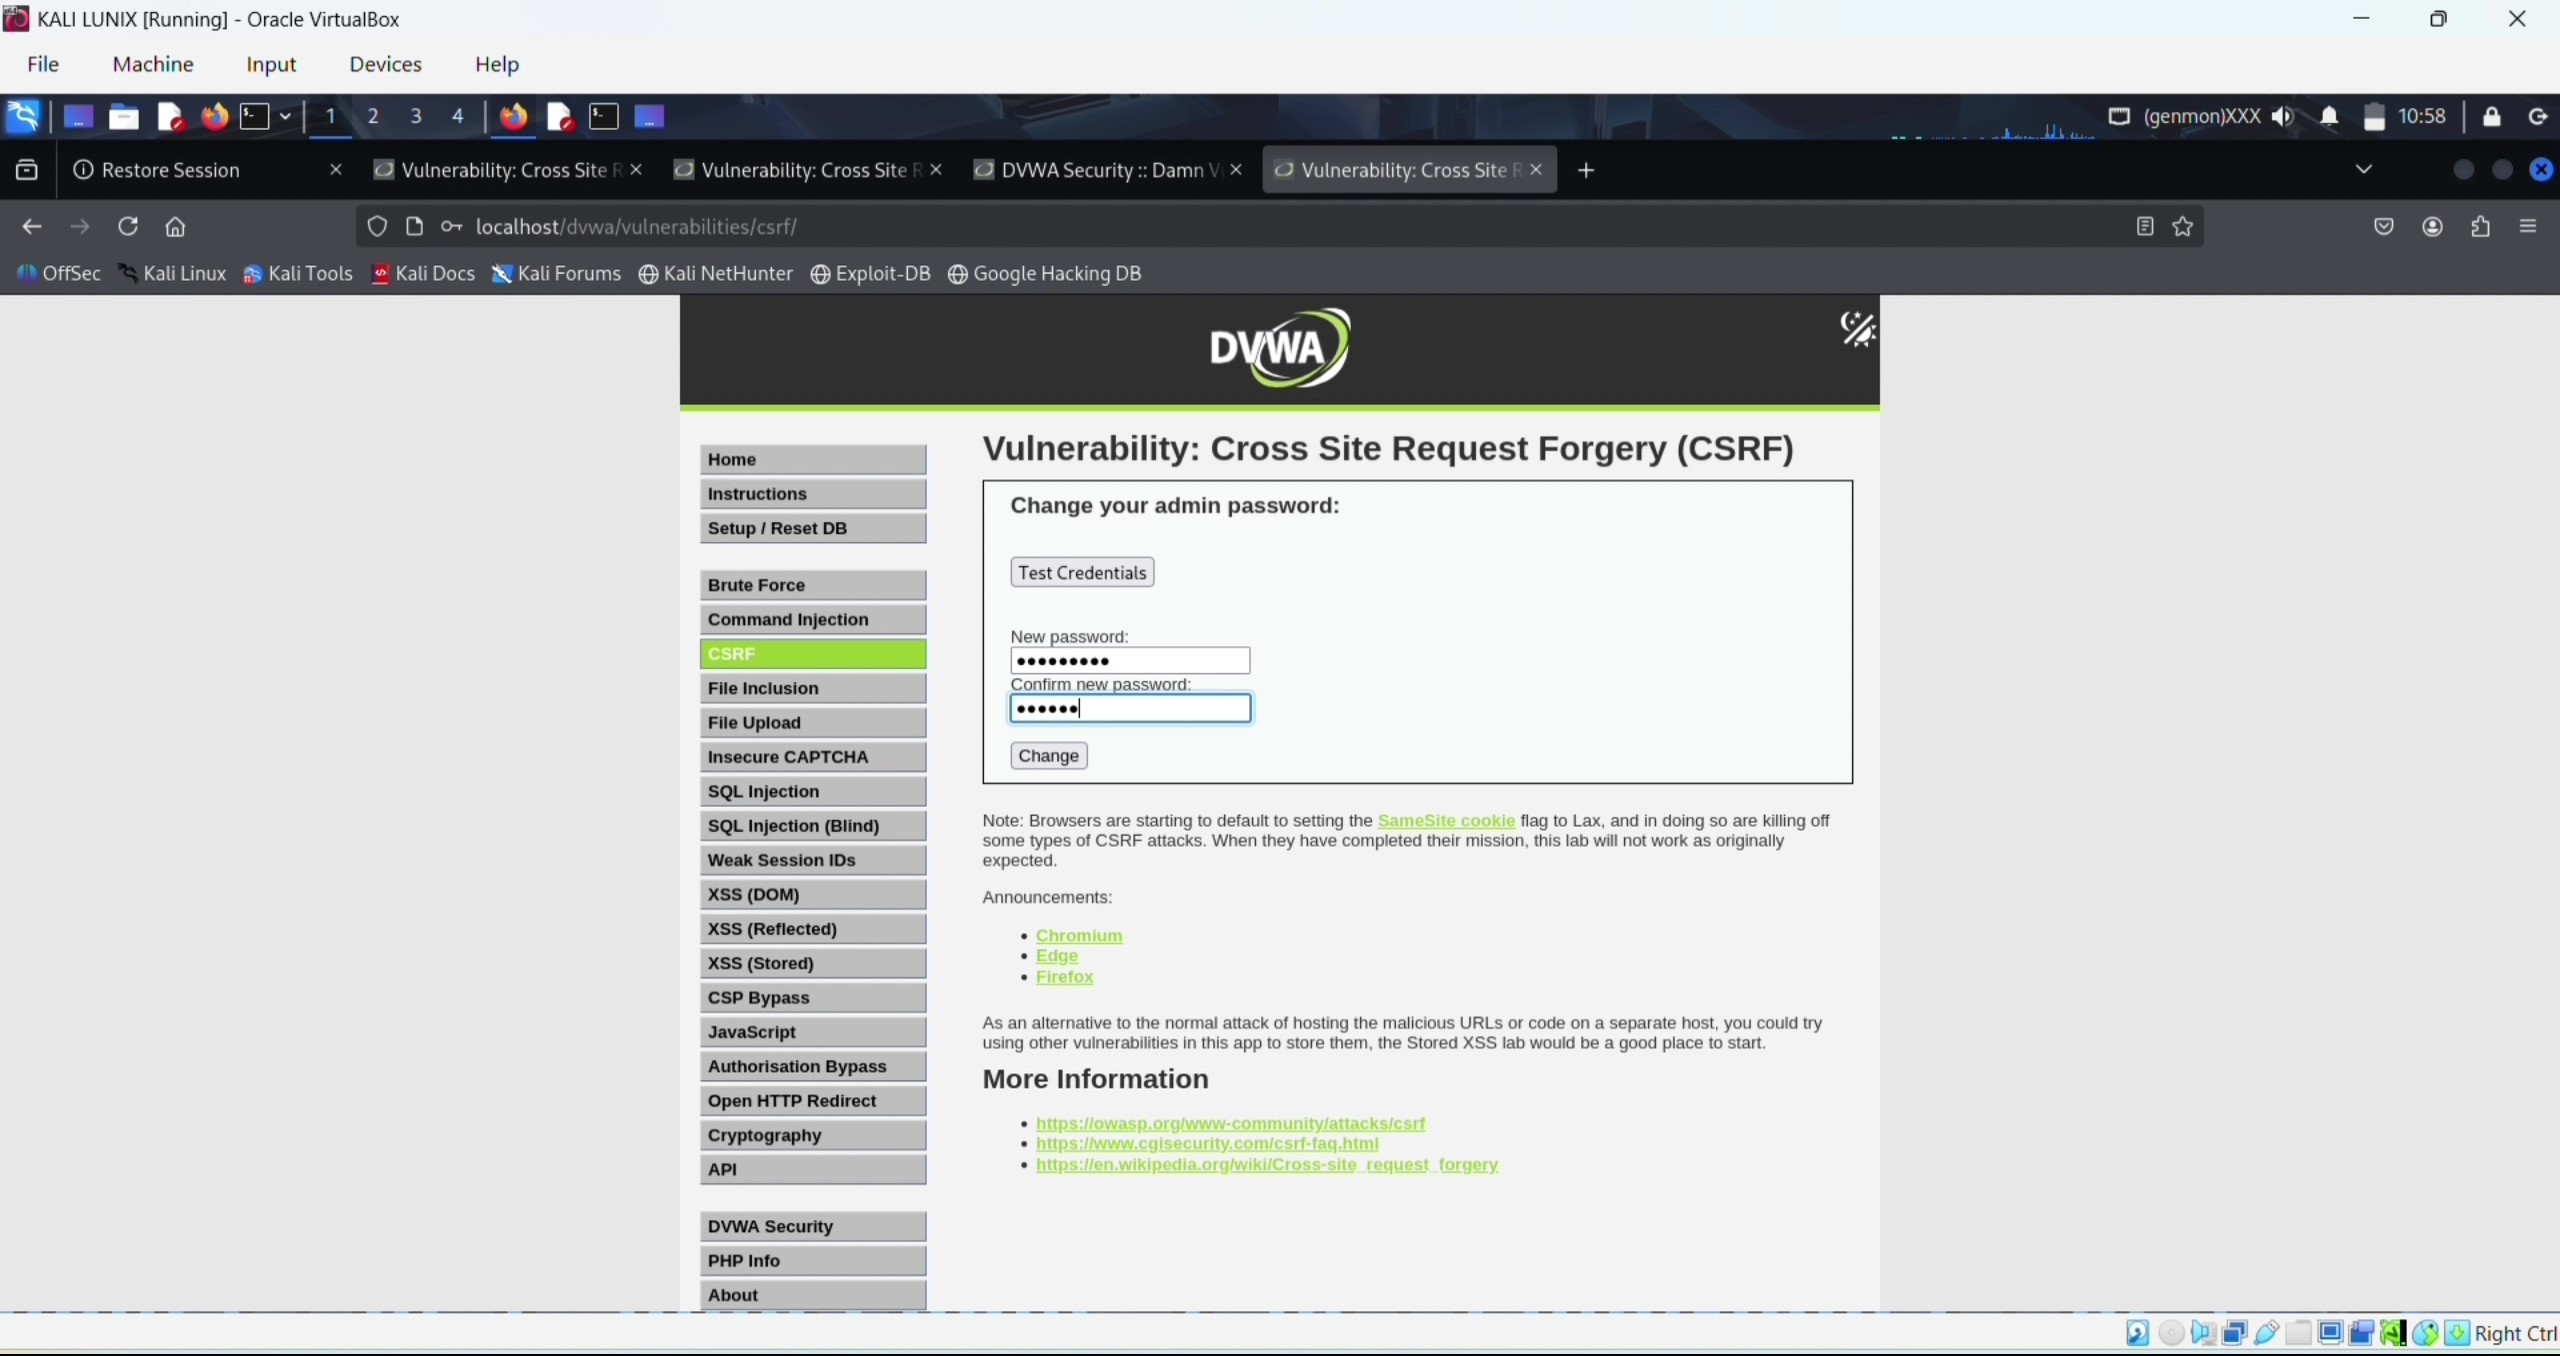 KALI LUNIX [Running] - Oracle VirtualBox
File Machine Input Devices Help
1 2 3 4 (genmon)XXX 10:58
Restore Session Vulnerability: Cross Site R Vulnerability: Cross Site R DVWA Security :: Damn Vu Vulnerability: Cross Site R
localhost/dvwa/vulnerabilities/csrf/
OffSec Kali Linux Kali Tools Kali Docs Kali Forums Kali NetHunter Exploit-DB Google Hacking DB
DVWA
Home
Instructions
Setup / Reset DB
Brute Force
Command Injection
CSRF
File Inclusion
File Upload
Insecure CAPTCHA
SQL Injection
SQL Injection (Blind)
Weak Session IDs
XSS (DOM)
XSS (Reflected)
XSS (Stored)
CSP Bypass
JavaScript
Authorisation Bypass
Open HTTP Redirect
Cryptography
API
DVWA Security
PHP Info
About
Vulnerability: Cross Site Request Forgery (CSRF)
Change your admin password:
Test Credentials
New password:
•••••••••
Confirm new password:
••••••
Change
Note: Browsers are starting to default to setting the SameSite cookie flag to Lax, and in doing so are killing off
some types of CSRF attacks. When they have completed their mission, this lab will not work as originally
expected.
Announcements:
• Chromium
• Edge
• Firefox
As an alternative to the normal attack of hosting the malicious URLs or code on a separate host, you could try
using other vulnerabilities in this app to store them, the Stored XSS lab would be a good place to start.
More Information
• https://owasp.org/www-community/attacks/csrf
• https://www.cgisecurity.com/csrf-faq.html
• https://en.wikipedia.org/wiki/Cross-site_request_forgery
Right Ctrl